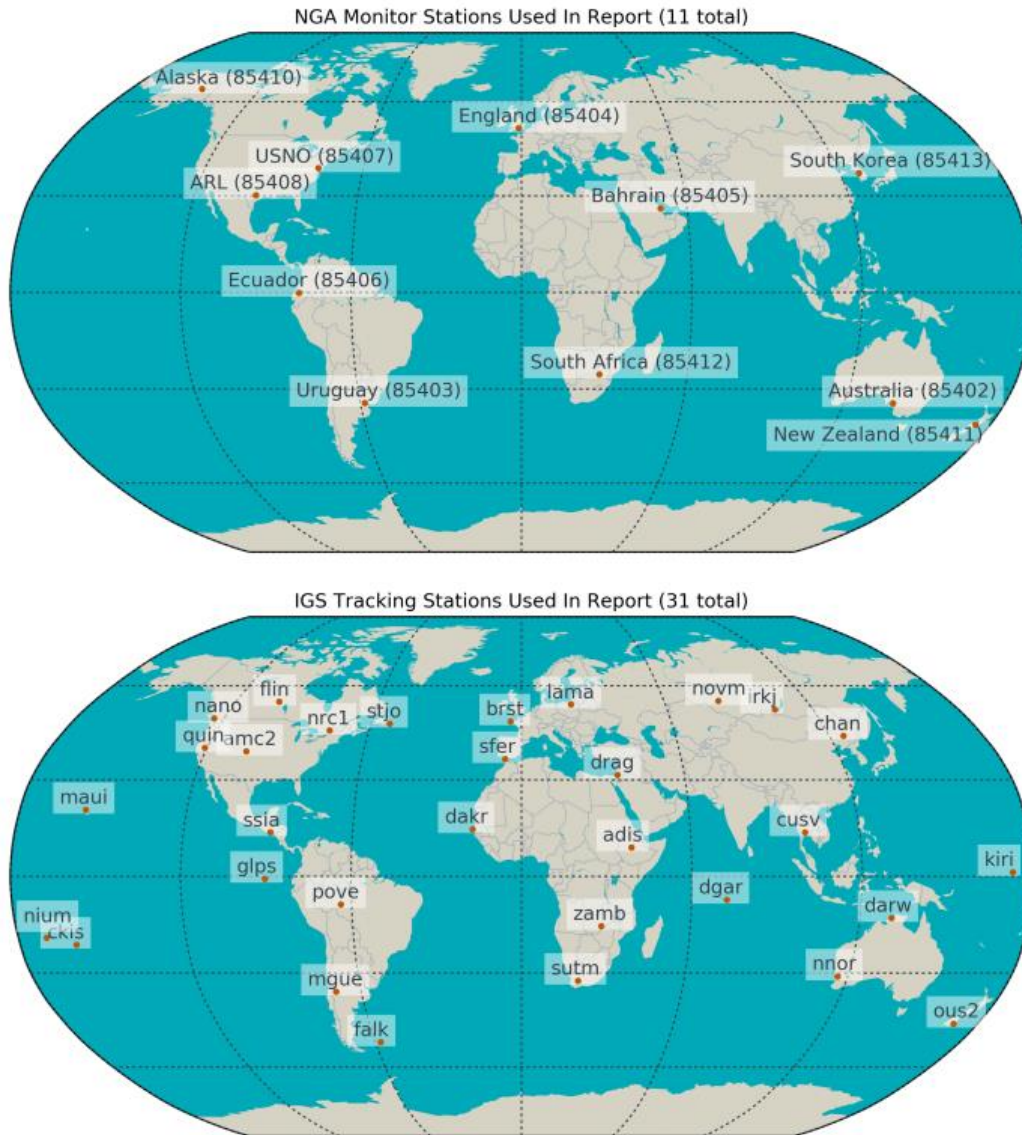 NGA Monitor Stations Used In Report (11 total)
Alaska (85410)
England (85404)
USNO (85407)
South Korea (85413)
ARL (85408)
Bahrain (85405)
Ecuador (85406)
South Africa (85412)
Uruguay (85403)
Australia (85402)
New Zealand (85411)
IGS Tracking Stations Used In Report (31 total)
flin
lama
novm
irkj
nano
nrc1
stjo
brst
chan
quin
amc2
sfer
drag
maui
ssia
dakr
cusv
adis
kiri
glps
pove
dgar
darw
nium
zamb
ckis
mgue
sutm
nnor
falk
ous2